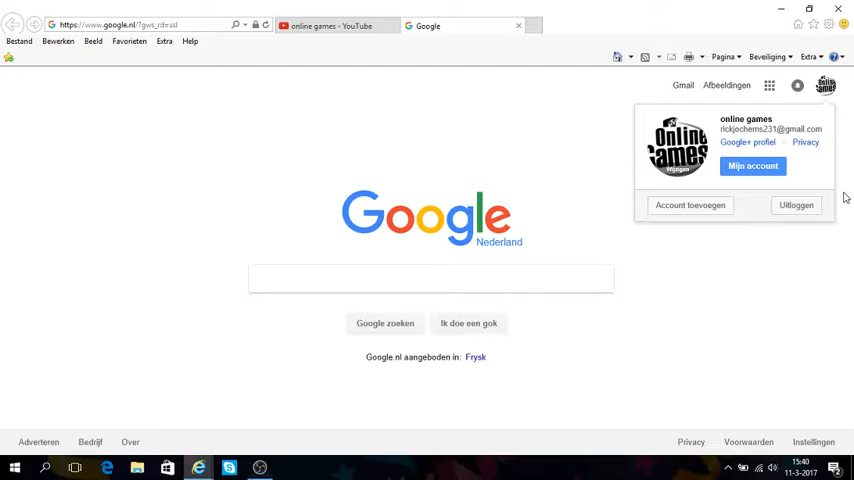 https://www.google.nl/?gws_rd=ssl
online games - YouTube
Google
Bestand Bewerken Beeld Favorieten Extra Help
Pagina Beveiliging Extra
Gmail Afbeeldingen
Online Games
Wijzigen
online games
rickjochems231@gmail.com
Google+ profiel Privacy
Mijn account
Account toevoegen Uitloggen
Google
Nederland
Google zoeken Ik doe een gok
Google.nl aangeboden in: Frysk
Adverteren Bedrijf Over Privacy Voorwaarden Instellingen
15:40
11-3-2017
2